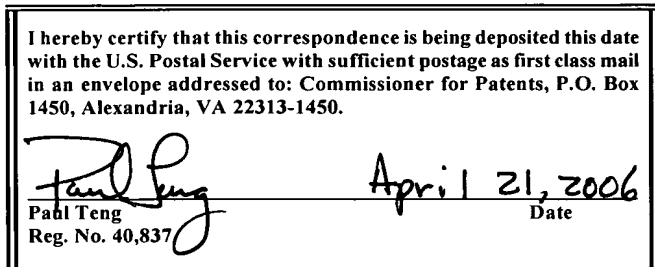 I hereby certify that this correspondence is being deposited this date
with the U.S. Postal Service with sufficient postage as first class mail
in an envelope addressed to: Commissioner for Patents, P.O. Box
1450, Alexandria, VA 22313-1450.
Paul Teng April 21, 2006
Paul Teng Date
Reg. No. 40,837